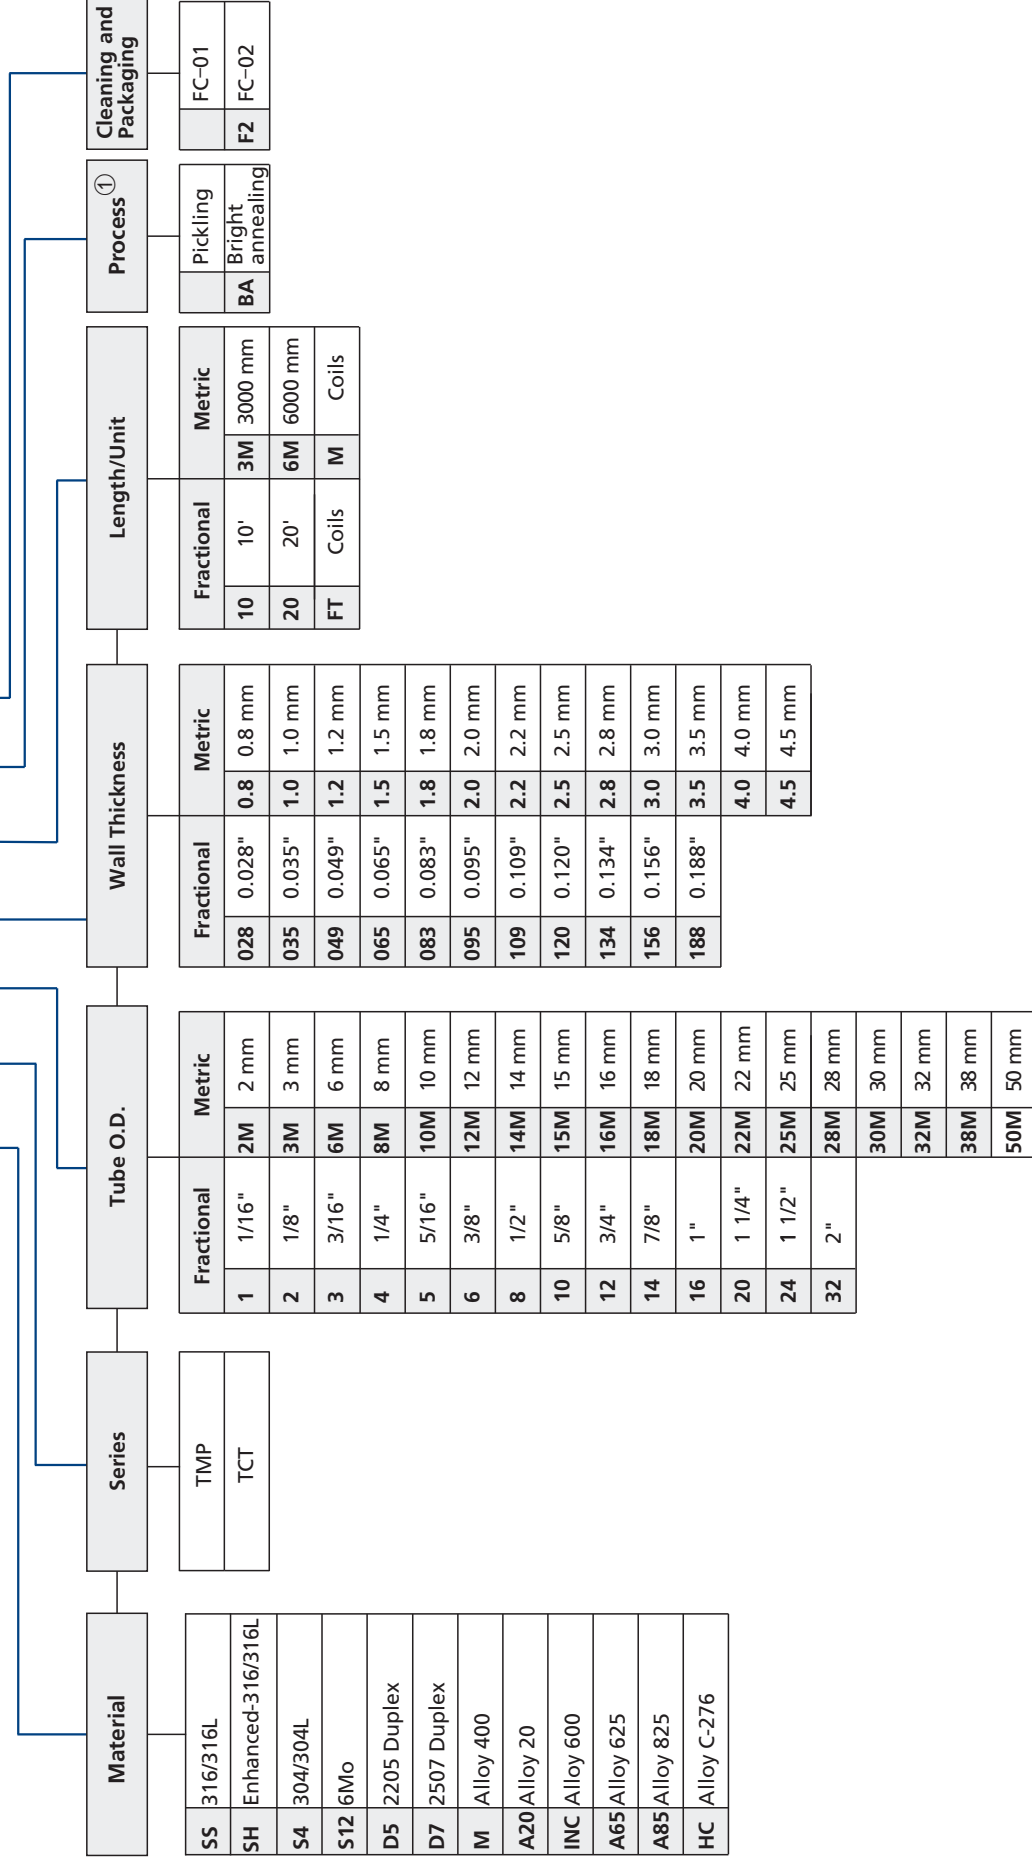 Material
SS 316/316L
SH Enhanced-316/316L
S4 304/304L
S12 6Mo
D5 2205 Duplex
D7 2507 Duplex
M Alloy 400
A20 Alloy 20
INC Alloy 600
A65 Alloy 625
A85 Alloy 825
HC Alloy C-276
Series
TMP
TCT
Tube O.D.
Fractional Metric
1 1/16" 2M 2 mm
2 1/8" 3M 3 mm
3 3/16" 6M 6 mm
4 1/4" 8M 8 mm
5 5/16" 10M 10 mm
6 3/8" 12M 12 mm
8 1/2" 14M 14 mm
10 5/8" 15M 15 mm
12 3/4" 16M 16 mm
14 7/8" 18M 18 mm
16 1" 20M 20 mm
20 1 1/4" 22M 22 mm
24 1 1/2" 25M 25 mm
32 2" 28M 28 mm
30M 30 mm
32M 32 mm
38M 38 mm
50M 50 mm
Wall Thickness
Fractional Metric
028 0.028" 0.8 0.8 mm
035 0.035" 1.0 1.0 mm
049 0.049" 1.2 1.2 mm
065 0.065" 1.5 1.5 mm
083 0.083" 1.8 1.8 mm
095 0.095" 2.0 2.0 mm
109 0.109" 2.2 2.2 mm
120 0.120" 2.5 2.5 mm
134 0.134" 2.8 2.8 mm
156 0.156" 3.0 3.0 mm
188 0.188" 3.5 3.5 mm
4.0 4.0 mm
4.5 4.5 mm
Length/Unit
Fractional Metric
10 10' 3M 3000 mm
20 20' 6M 6000 mm
FT Coils M Coils
Process ①
Pickling
BA Bright
annealing
Cleaning and
Packaging
FC-01
F2 FC-02